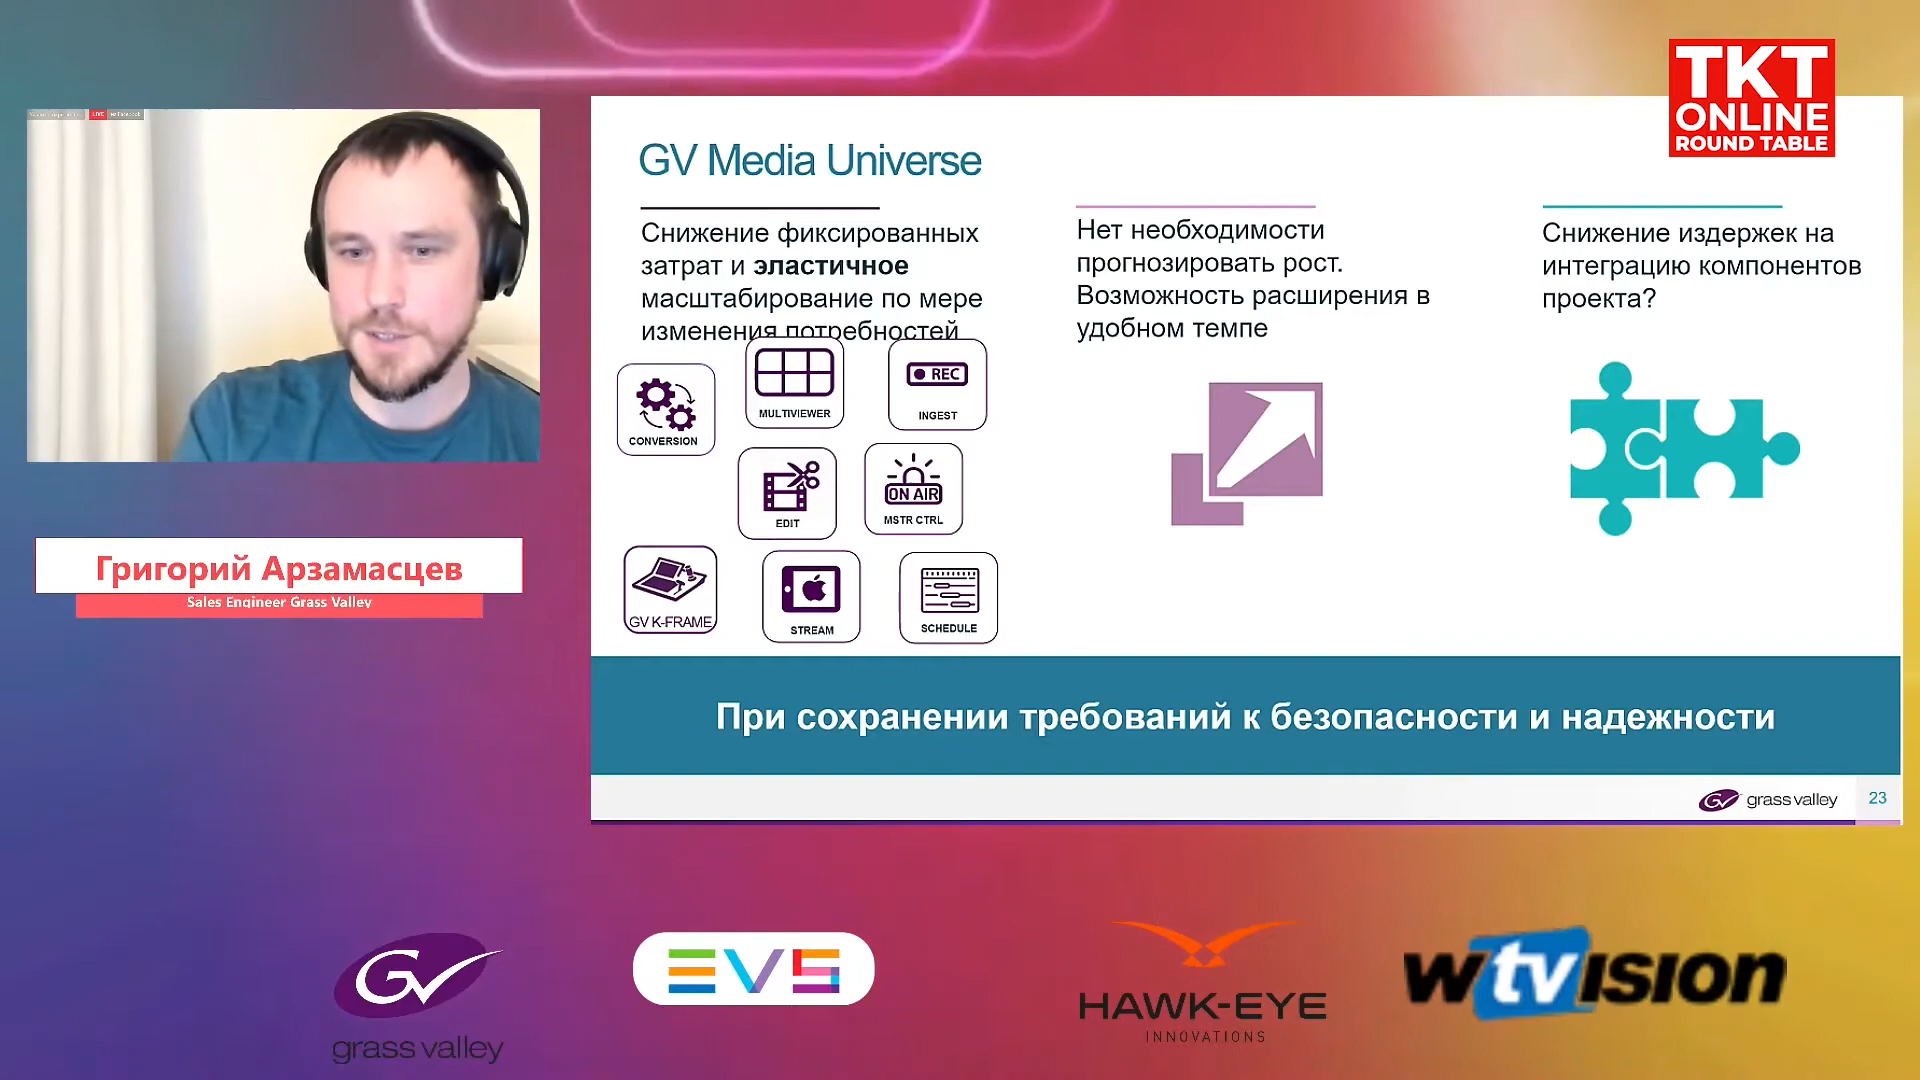 TKT
ONLINE
ROUND TABLE
LIVE
GV Media Universe
Снижение фиксированных
затрат и эластичное
масштабирование по мере
изменения потребностей
Нет необходимости
прогнозировать рост.
Возможность расширения в
удобном темпе
Снижение издержек на
интеграцию компонентов
проекта?
CONVERSION
MULTIVIEWER
REC
INGEST
EDIT
ON AIR
MSTR CTRL
GV K-FRAME
STREAM
SCHEDULE
Григорий Арзамасцев
Sales Engineer Grass Valley
При сохранении требований к безопасности и надежности
GV grass valley
23
GV
grass valley
EVS
HAWK-EYE
INNOVATIONS
wtvision